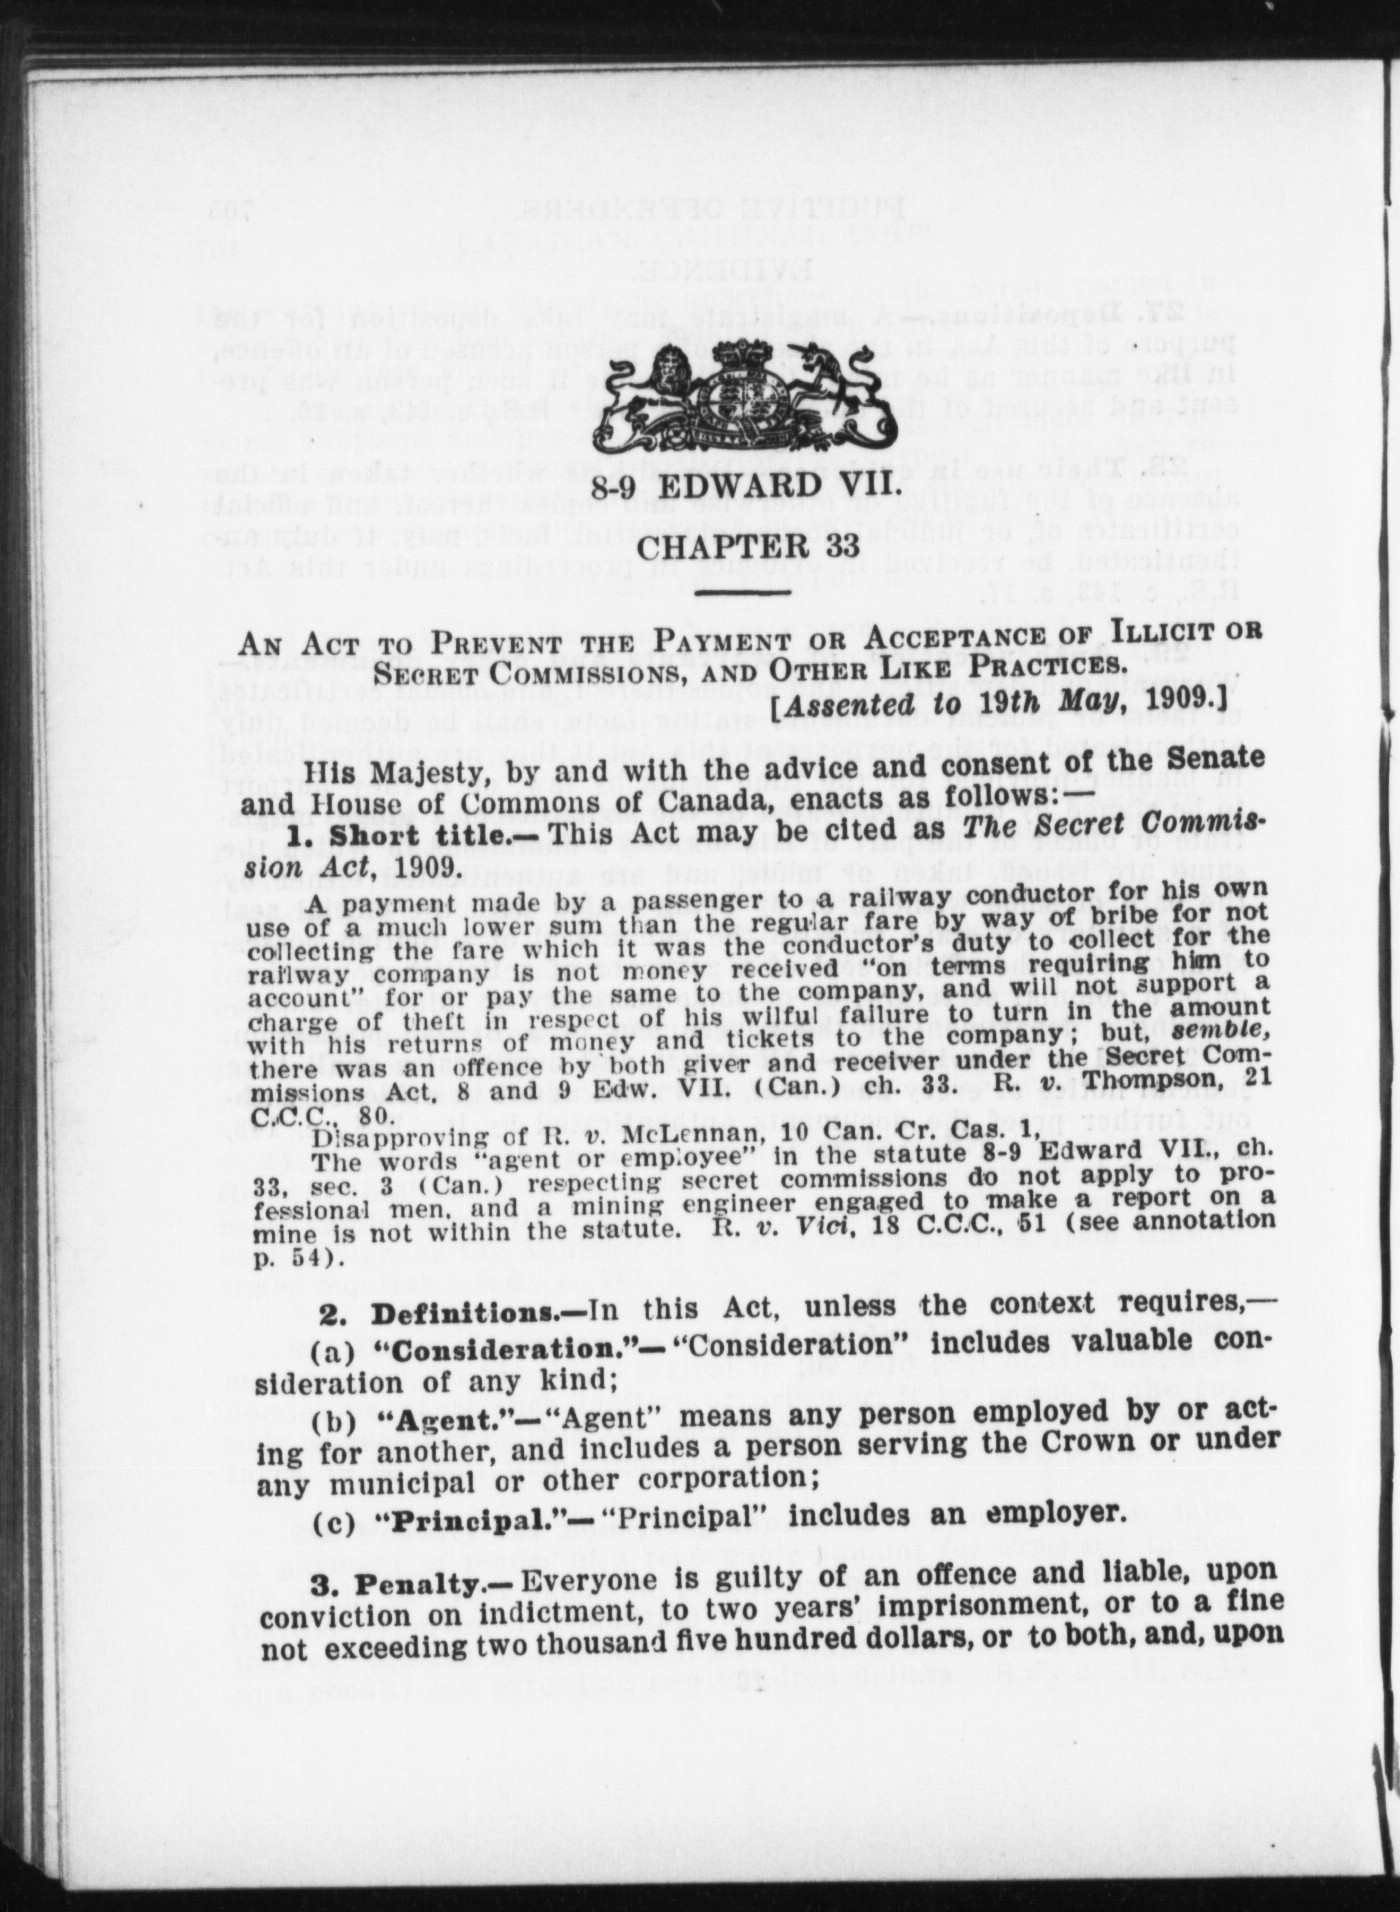 8-9 EDWARD VII.
CHAPTER 33
AN ACT TO PREVENT THE PAYMENT OR ACCEPTANCE OF ILLICIT OR
SECRET COMMISSIONS, AND OTHER LIKE PRACTICES.
[Assented to 19th May, 1909.]
His Majesty, by and with the advice and consent of the Senate
and House of Commons of Canada, enacts as follows:—
1. Short title.—This Act may be cited as The Secret Commis-
sion Act, 1909.
A payment made by a passenger to a railway conductor for his own
use of a much lower sum than the regular fare by way of bribe for not
collecting the fare which it was the conductor's duty to collect for the
railway company is not money received "on terms requiring him to
account" for or pay the same to the company, and will not support a
charge of theft in respect of his wilful failure to turn in the amount
with his returns of money and tickets to the company; but, semble,
there was an offence by both giver and receiver under the Secret Com-
missions Act, 8 and 9 Edw. VII. (Can.) ch. 33. R. v. Thompson, 21
C.C.C., 80.
Disapproving of R. v. McLennan, 10 Can. Cr. Cas. 1,
The words "agent or employee" in the statute 8-9 Edward VII., ch.
33, sec. 3 (Can.) respecting secret commissions do not apply to pro-
fessional men, and a mining engineer engaged to make a report on a
mine is not within the statute. R. v. Vici, 18 C.C.C., 51 (see annotation
p. 54).
2. Definitions.—In this Act, unless the context requires,—
(a) "Consideration."—"Consideration" includes valuable con-
sideration of any kind;
(b) "Agent."—"Agent" means any person employed by or act-
ing for another, and includes a person serving the Crown or under
any municipal or other corporation;
(c) "Principal."—"Principal" includes an employer.
3. Penalty.—Everyone is guilty of an offence and liable, upon
conviction on indictment, to two years' imprisonment, or to a fine
not exceeding two thousand five hundred dollars, or to both, and, upon